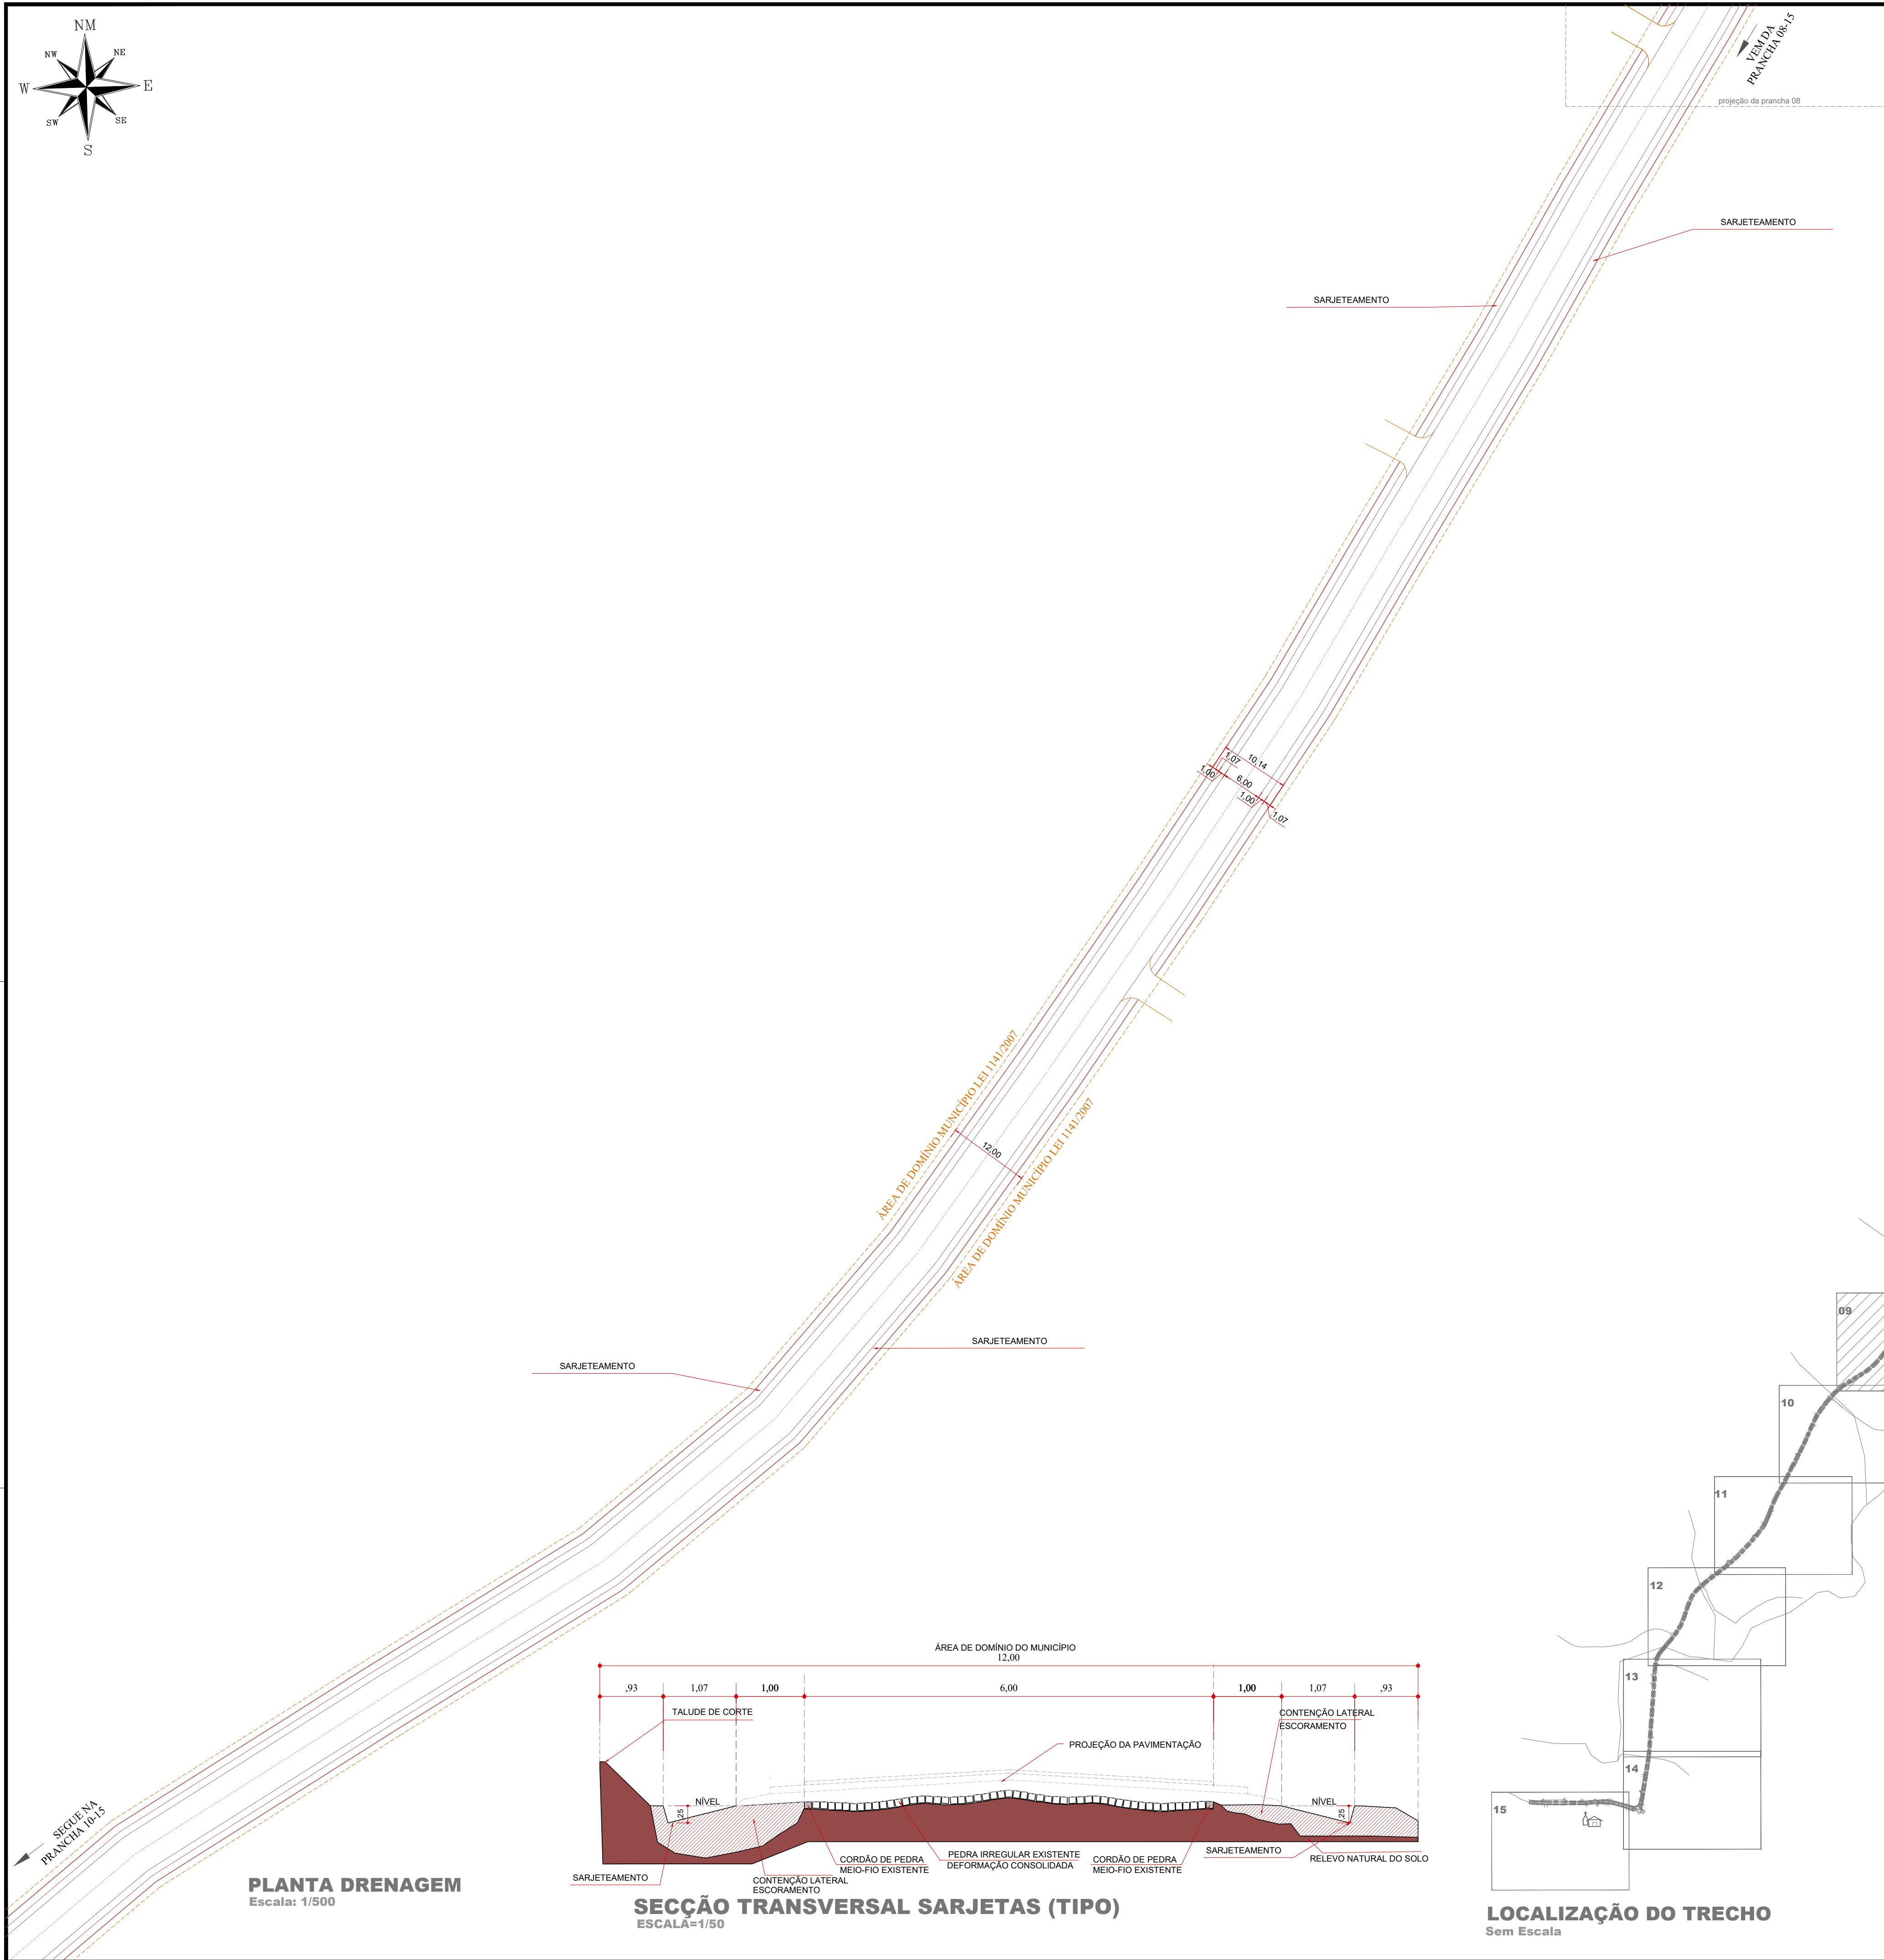 NM
NW
NE
W
E
SW
SE
S
VEM DA
PRANCHA 08-15
projeção da prancha 08
SARJETEAMENTO
SARJETEAMENTO
10,14
1,07
1,00
6,00
1,00
1,07
ÁREA DE DOMÍNIO MUNICÍPIO LEI 1141/2007
12,00
ÁREA DE DOMÍNIO MUNICÍPIO LEI 1141/2007
SARJETEAMENTO
SARJETEAMENTO
SEGUE NA
PRANCHA 10-15
PLANTA DRENAGEM
Escala: 1/500
ÁREA DE DOMÍNIO DO MUNICÍPIO
12,00
,93
1,07
1,00
6,00
1,00
1,07
,93
TALUDE DE CORTE
CONTENÇÃO LATERAL
ESCORAMENTO
PROJEÇÃO DA PAVIMENTAÇÃO
NÍVEL
,25
NÍVEL
,25
SARJETEAMENTO
CONTENÇÃO LATERAL
ESCORAMENTO
CORDÃO DE PEDRA
MEIO-FIO EXISTENTE
PEDRA IRREGULAR EXISTENTE
DEFORMAÇÃO CONSOLIDADA
CORDÃO DE PEDRA
MEIO-FIO EXISTENTE
SARJETEAMENTO
RELEVO NATURAL DO SOLO
SECÇÃO TRANSVERSAL SARJETAS (TIPO)
ESCALA=1/50
09
10
11
12
13
14
15
LOCALIZAÇÃO DO TRECHO
Sem Escala